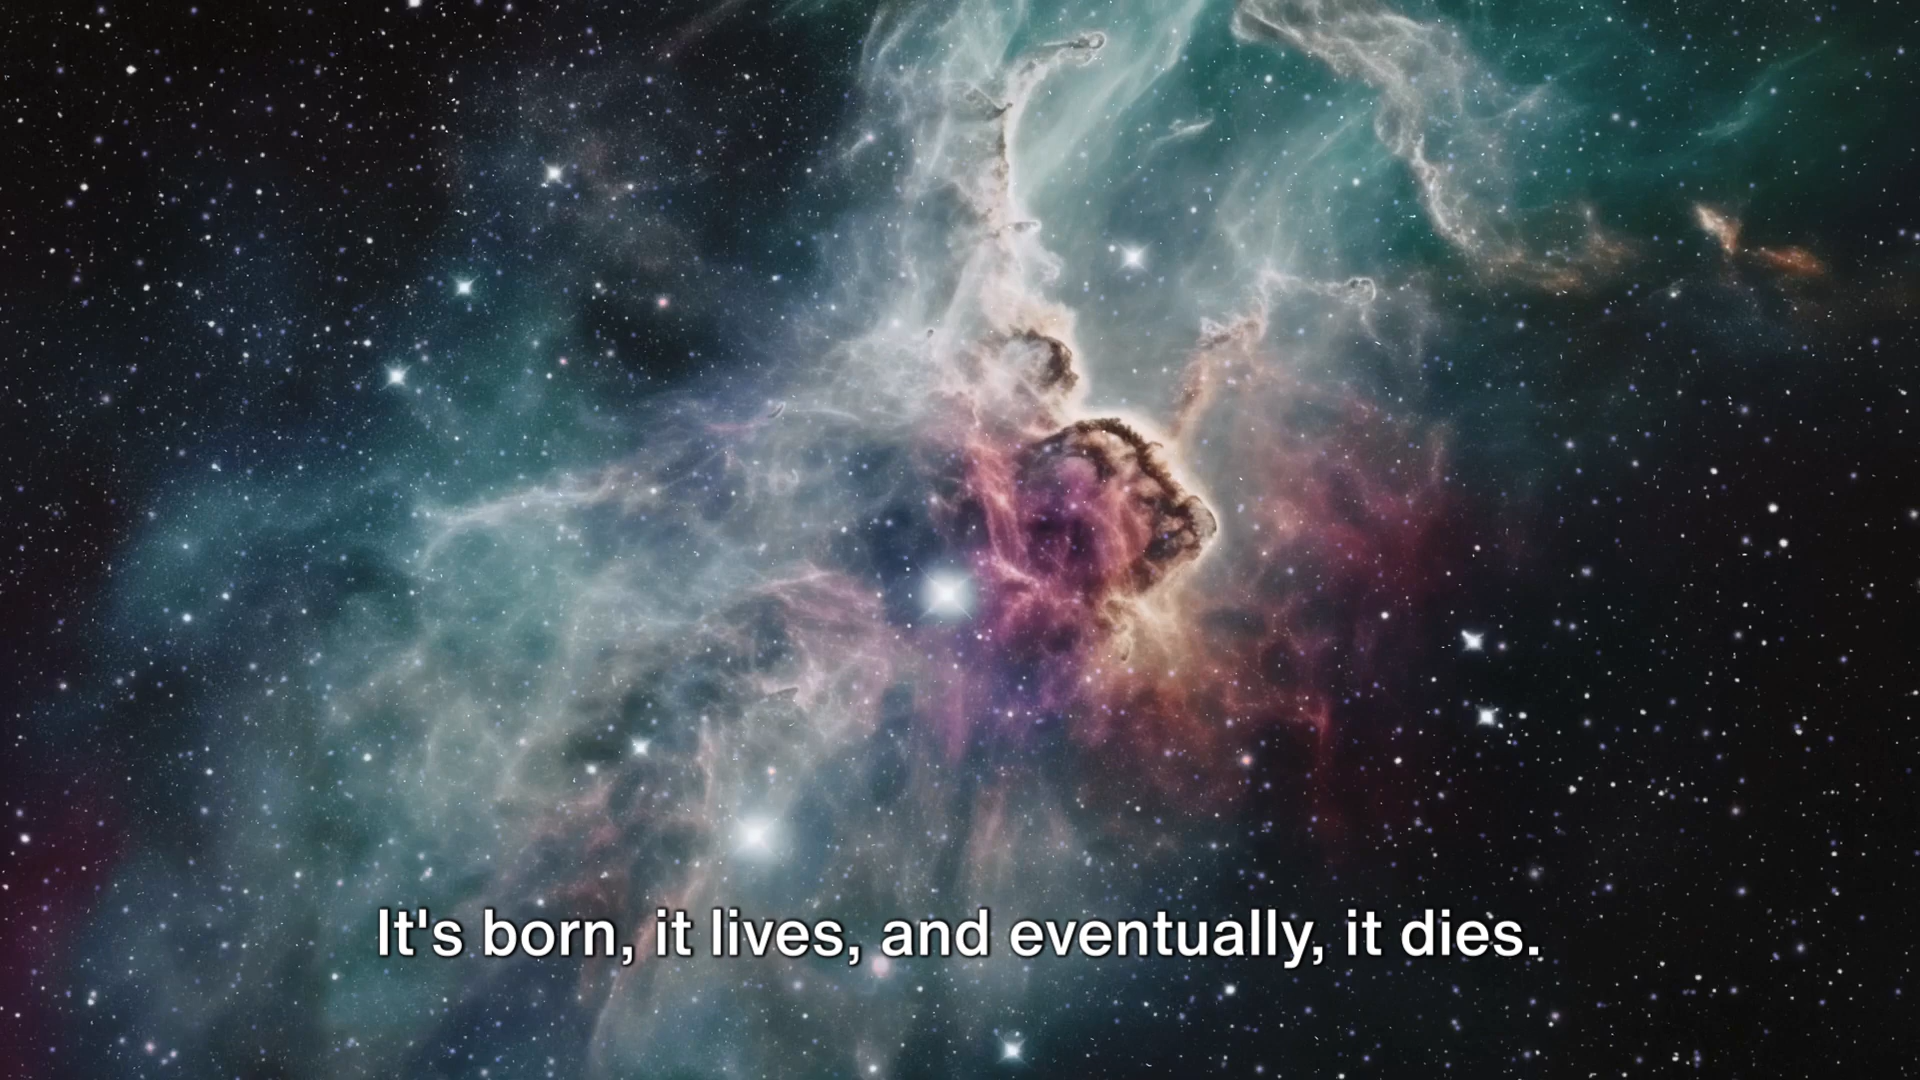 It's born, it lives, and eventually, it dies.